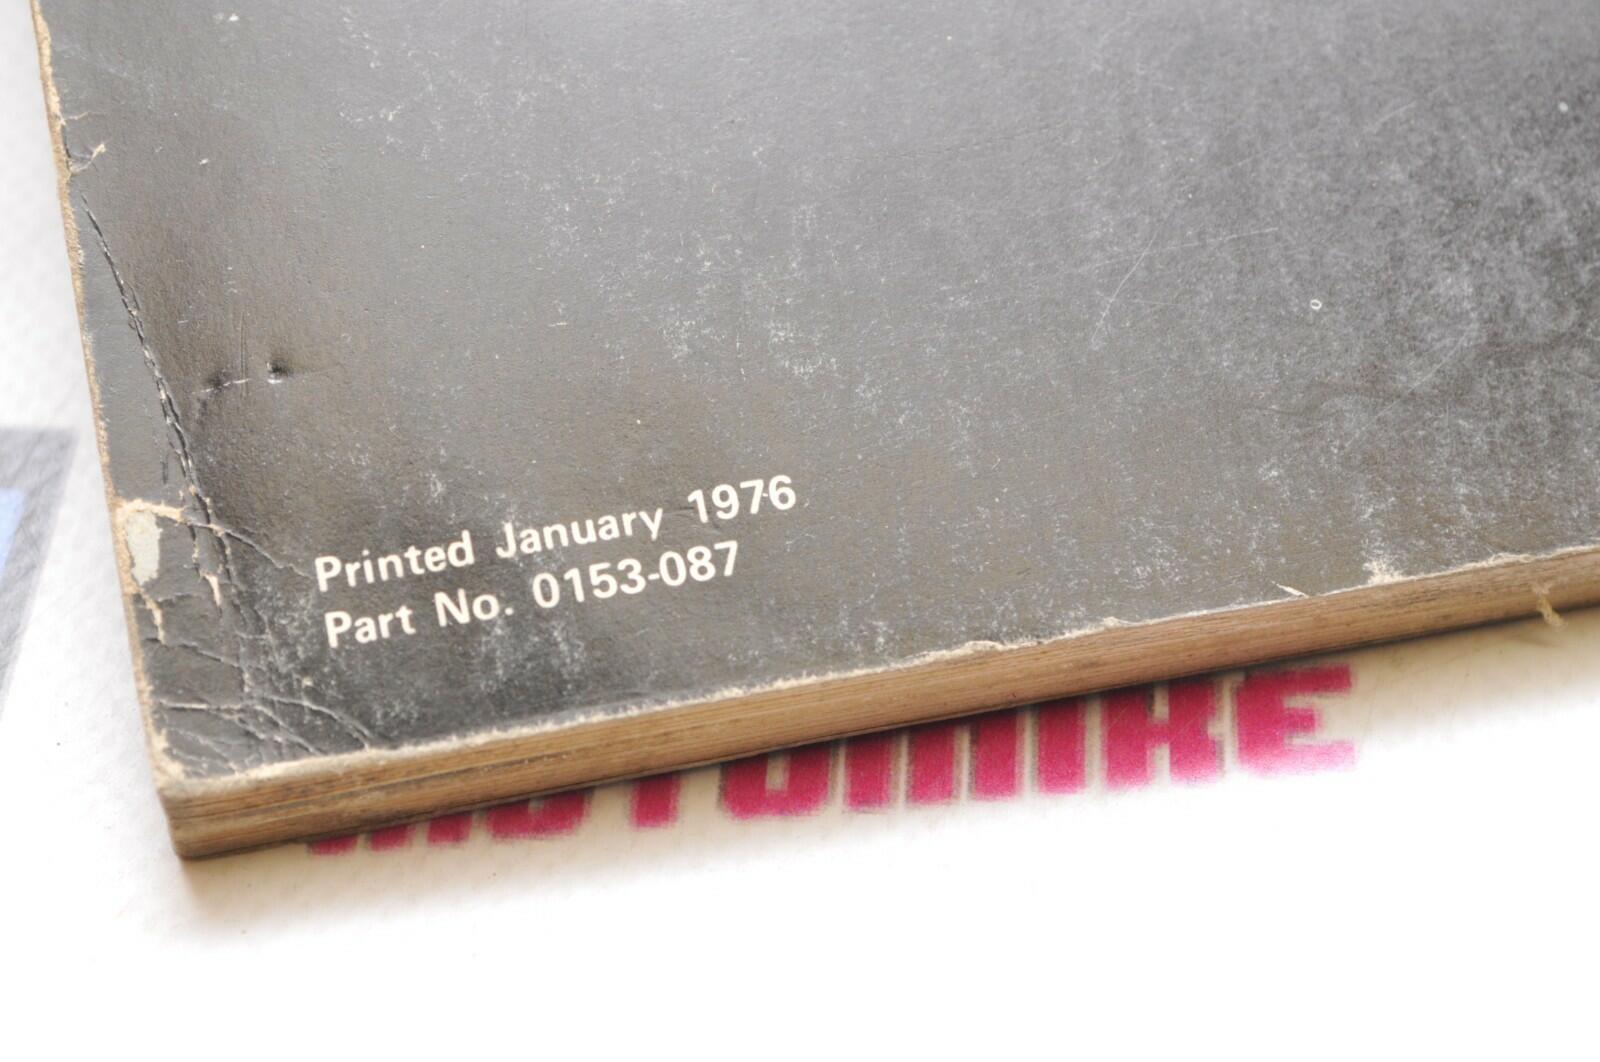 Printed January 1976
Part No. 0153-087